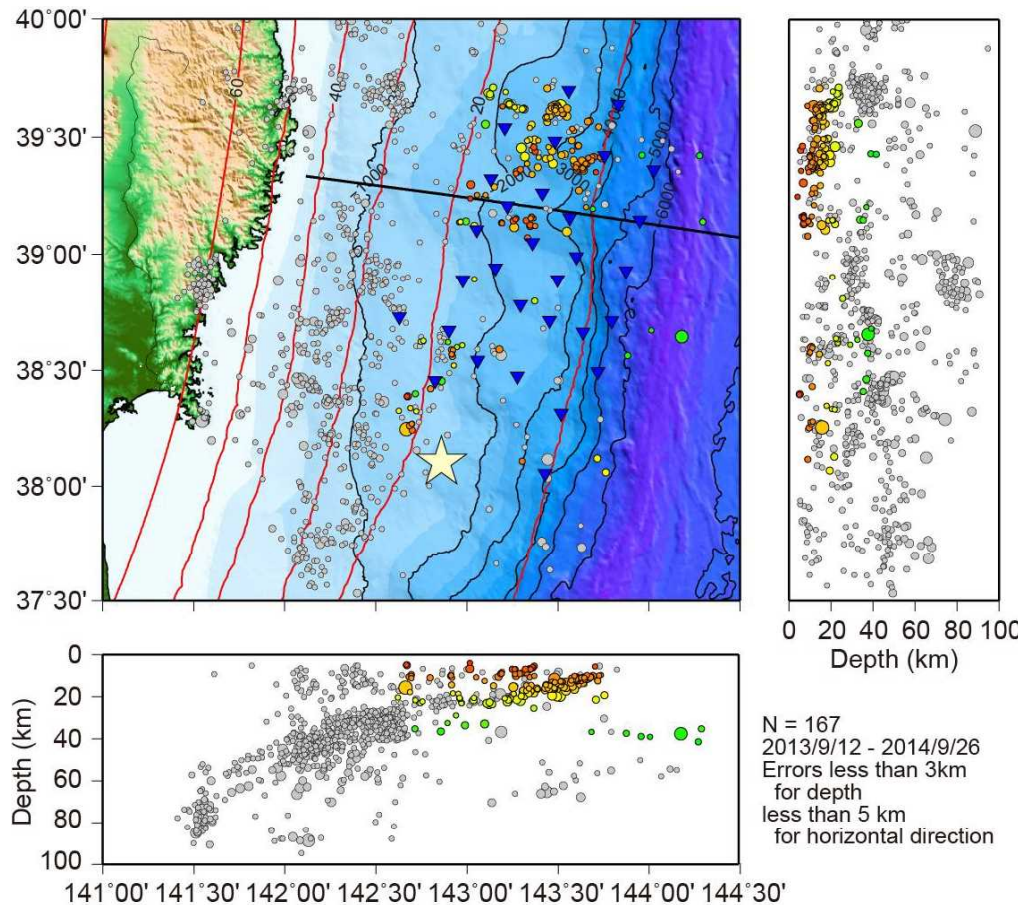 40°00'
39°30'
39°00'
38°30'
38°00'
37°30'
60
40
20
1000
2000
3000
5000
6000
0 20 40 60 80 100
Depth (km)
0
20
40
60
80
100
Depth (km)
141°00' 141°30' 142°00' 142°30' 143°00' 143°30' 144°00' 144°30'
N = 167
2013/9/12 - 2014/9/26
Errors less than 3km
for depth
less than 5 km
for horizontal direction